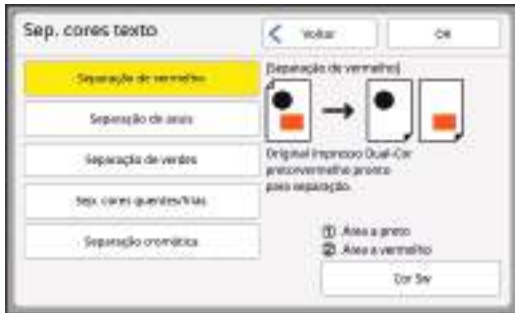 Sep. cores texto
Voltar
OK
Separação de vermelho
Separação de azuis
Separação de verdes
Sep. cores quentes/frias
Separação cromática
[Separação de vermelho]
Original impresso Dual-Cor
preto/vermelho pronto
para separação.
① Area a preto
② Area a vermelho
Cor Sw